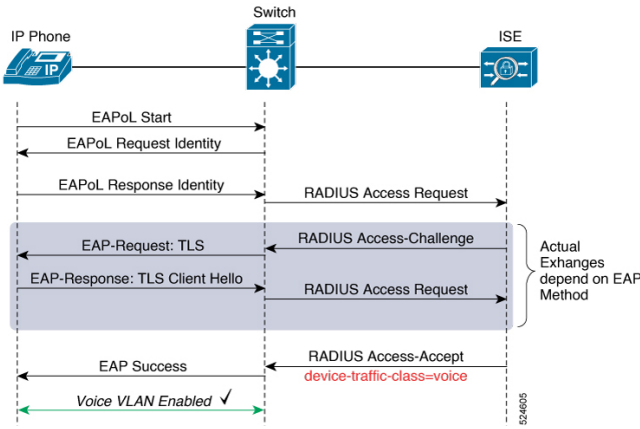 Switch
IP Phone
ISE
IP
EAPoL Start
EAPoL Request Identity
EAPoL Response Identity
RADIUS Access Request
EAP-Request: TLS
RADIUS Access-Challenge
EAP-Response: TLS Client Hello
RADIUS Access Request
Actual
Exhanges
depend on EAP
Method
RADIUS Access-Accept
EAP Success
device-traffic-class=voice
Voice VLAN Enabled ✓
524605